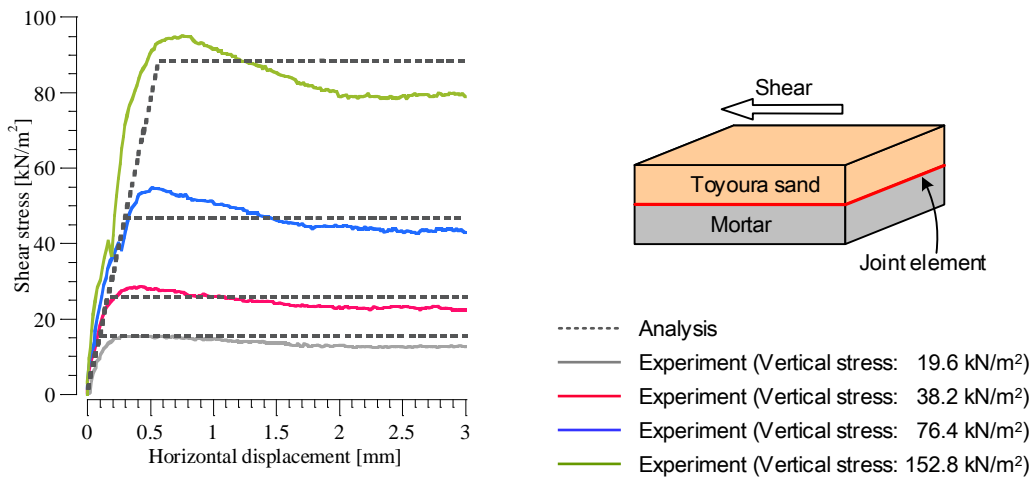 100
80
60
40
20
0
Shear stress [kN/m²]
0
0.5
1
1.5
2
2.5
3
Horizontal displacement [mm]
Shear
Toyoura sand
Mortar
Joint element
Analysis
Experiment (Vertical stress: 19.6 kN/m²)
Experiment (Vertical stress: 38.2 kN/m²)
Experiment (Vertical stress: 76.4 kN/m²)
Experiment (Vertical stress: 152.8 kN/m²)